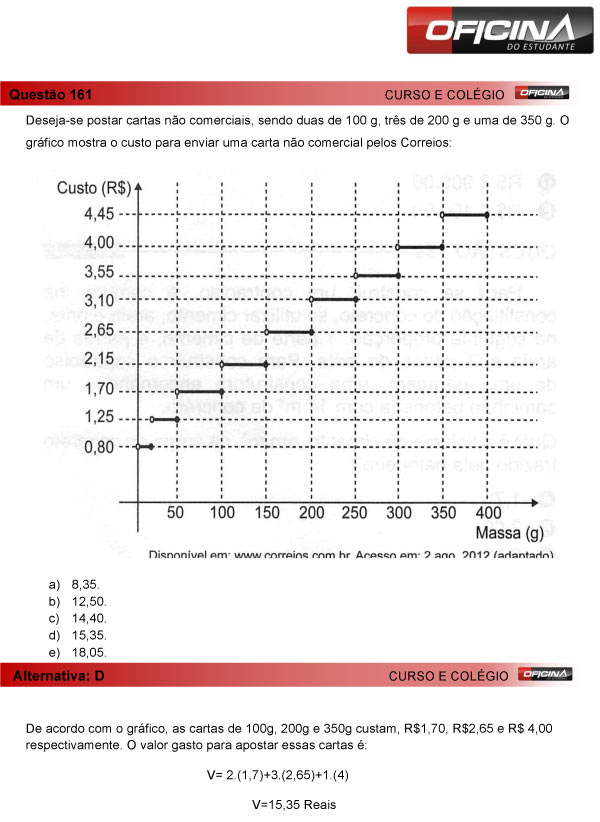 OFICINA
DO ESTUDANTE
Questão 161
CURSO E COLÉGIO
OFICINA
Deseja-se postar cartas não comerciais, sendo duas de 100 g, três de 200 g e uma de 350 g. O
gráfico mostra o custo para enviar uma carta não comercial pelos Correios:
Custo (R$)
4,45
4,00
3,55
3,10
2,65
2,15
1,70
1,25
0,80
50 100 150 200 250 300 350 400
Massa (g)
Disponível em: www.correios.com.br. Acesso em: 2 ago. 2012 (adaptado)
a) 8,35.
b) 12,50.
c) 14,40.
d) 15,35.
e) 18,05.
Alternativa: D
CURSO E COLÉGIO
OFICINA
De acordo com o gráfico, as cartas de 100g, 200g e 350g custam, R$1,70, R$2,65 e R$ 4,00
respectivamente. O valor gasto para apostar essas cartas é:
V= 2.(1,7)+3.(2,65)+1.(4)
V=15,35 Reais